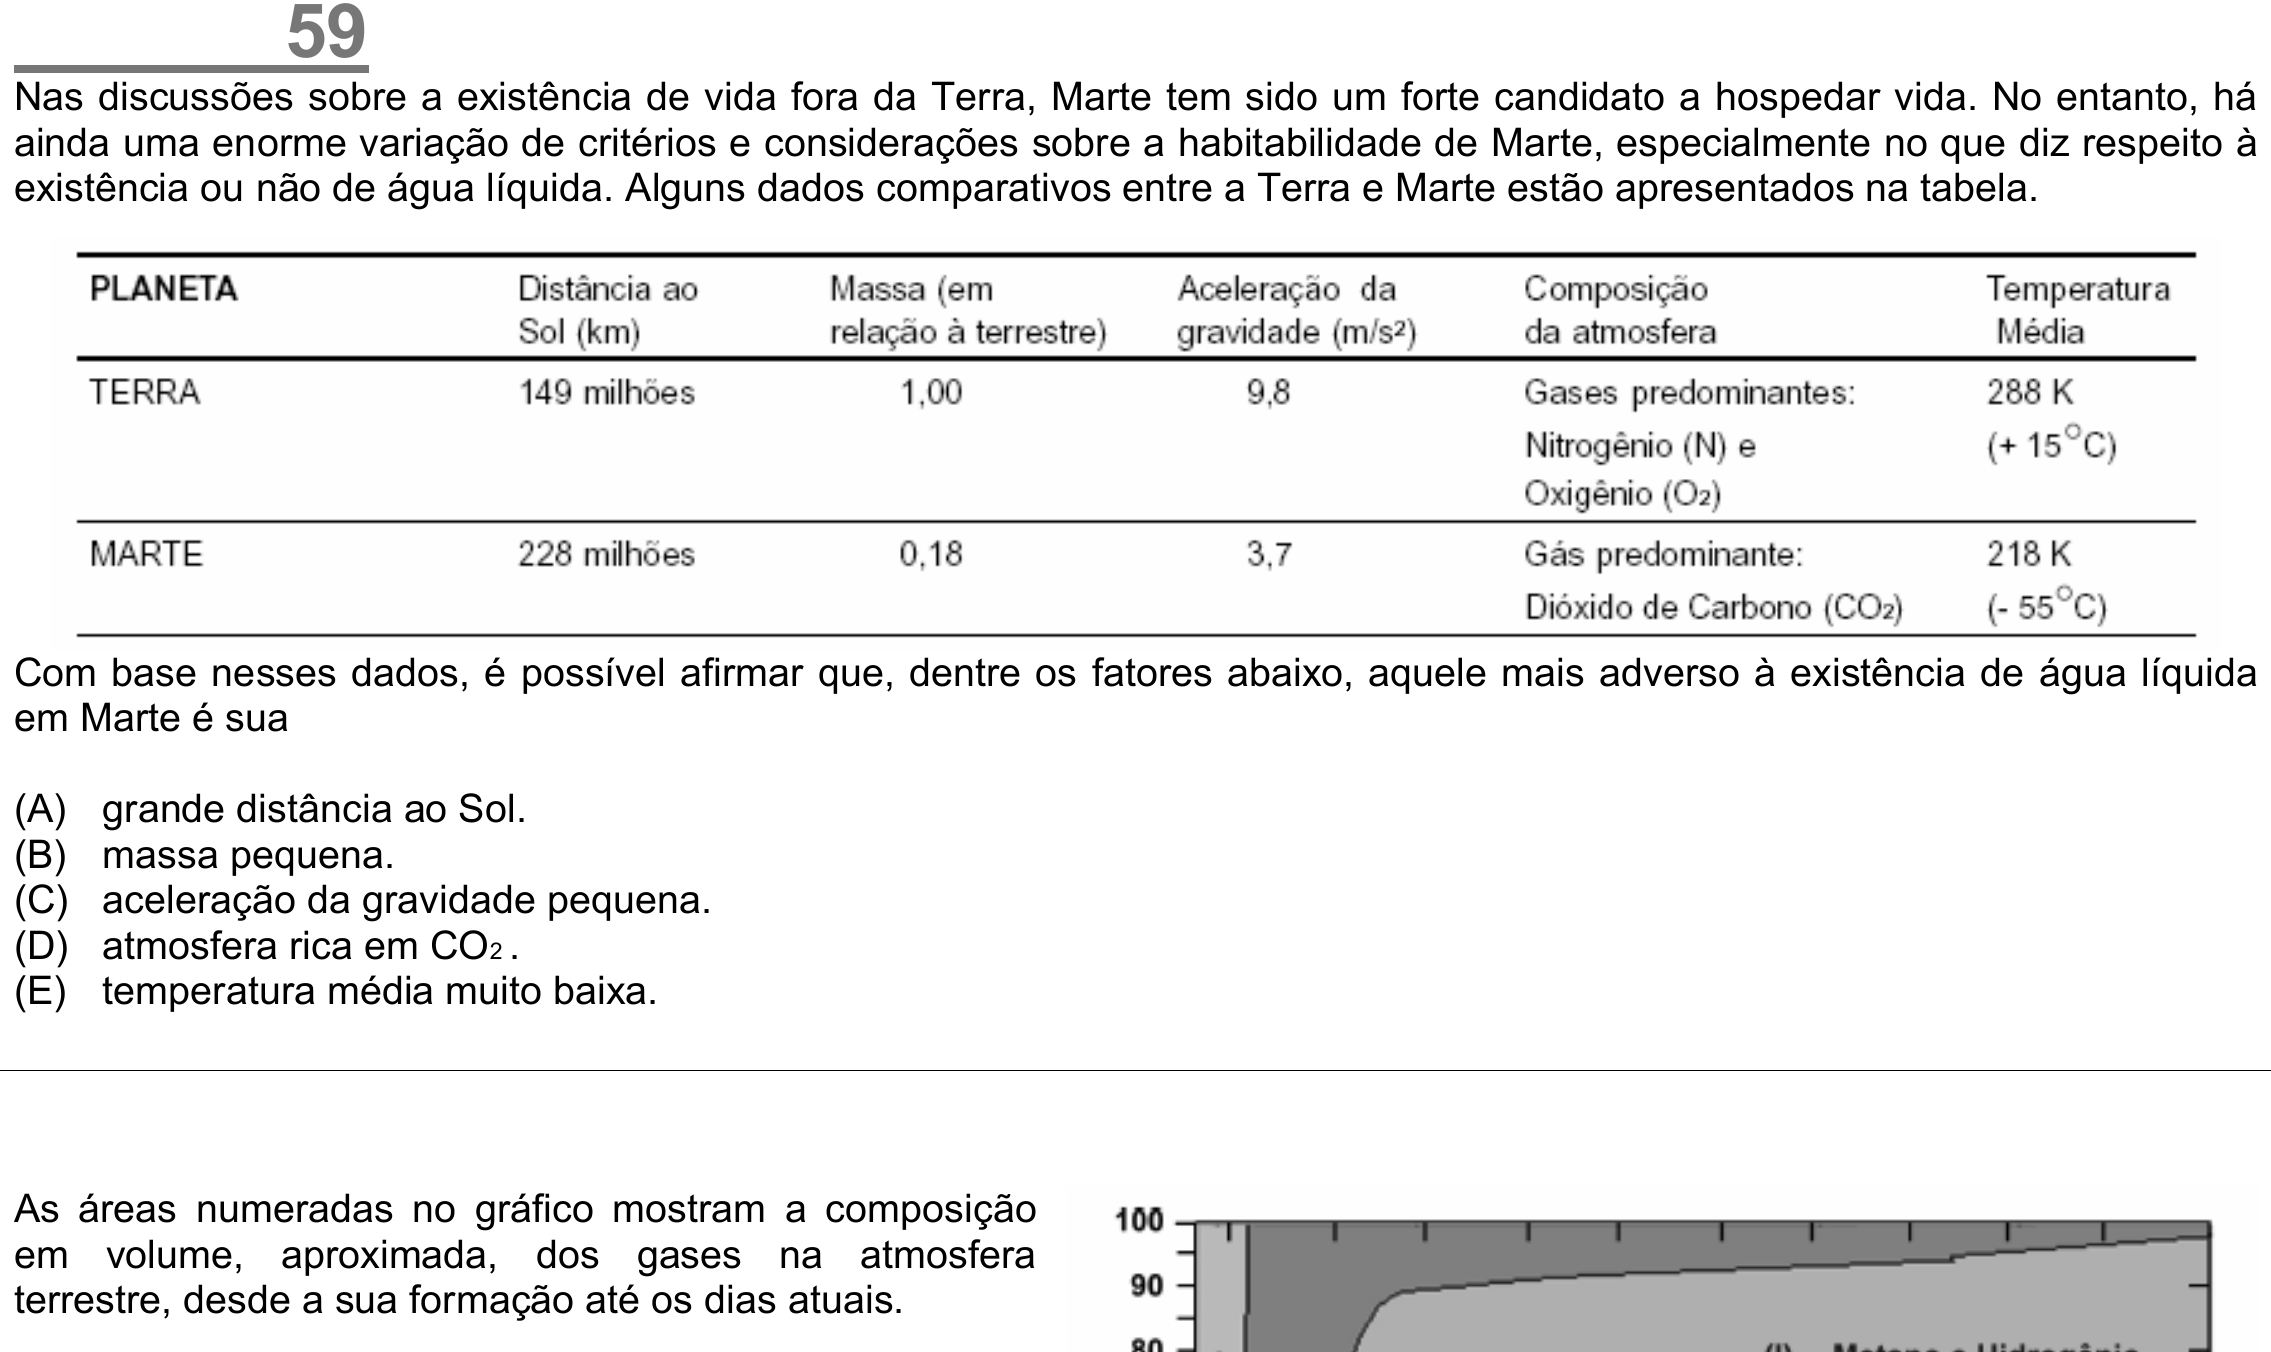 59
Nas discussões sobre a existência de vida fora da Terra, Marte tem sido um forte candidato a hospedar vida. No entanto, há
ainda uma enorme variação de critérios e considerações sobre a habitabilidade de Marte, especialmente no que diz respeito à
existência ou não de água líquida. Alguns dados comparativos entre a Terra e Marte estão apresentados na tabela.
PLANETA Distância ao Massa (em Aceleração da Composição Temperatura
Sol (km) relação à terrestre) gravidade (m/s²) da atmosfera Média
TERRA 149 milhões 1,00 9,8 Gases predominantes: 288 K
Nitrogênio (N) e (+ 15°C)
Oxigênio (O₂)
MARTE 228 milhões 0,18 3,7 Gás predominante: 218 K
Dióxido de Carbono (CO₂) (- 55°C)
Com base nesses dados, é possível afirmar que, dentre os fatores abaixo, aquele mais adverso à existência de água líquida
em Marte é sua
(A) grande distância ao Sol.
(B) massa pequena.
(C) aceleração da gravidade pequena.
(D) atmosfera rica em CO₂ .
(E) temperatura média muito baixa.
As áreas numeradas no gráfico mostram a composição
em volume, aproximada, dos gases na atmosfera
terrestre, desde a sua formação até os dias atuais.
100
90
80
(I) Metano e Hidrogênio